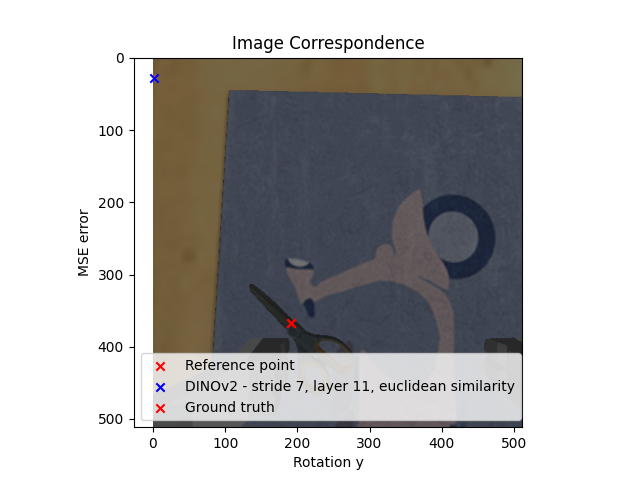 Image Correspondence
0
100
200
300
400
500
MSE error
Reference point
DINOv2 - stride 7, layer 11, euclidean similarity
Ground truth
0 100 200 300 400 500
Rotation y